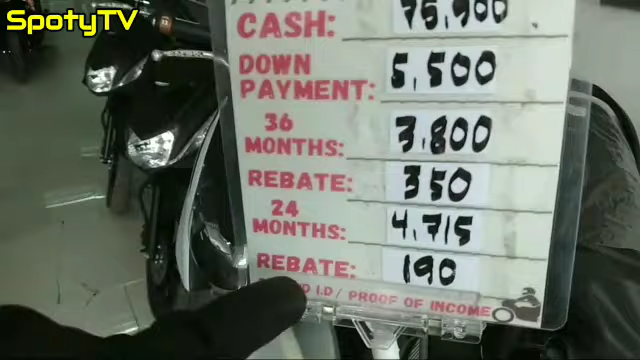 SpotyTV
CASH: 75,900
DOWN PAYMENT: 5,500
36 MONTHS: 3.800
REBATE: 350
24 MONTHS: 4.715
REBATE: 190
D I.D/ PROOF OF INCOME